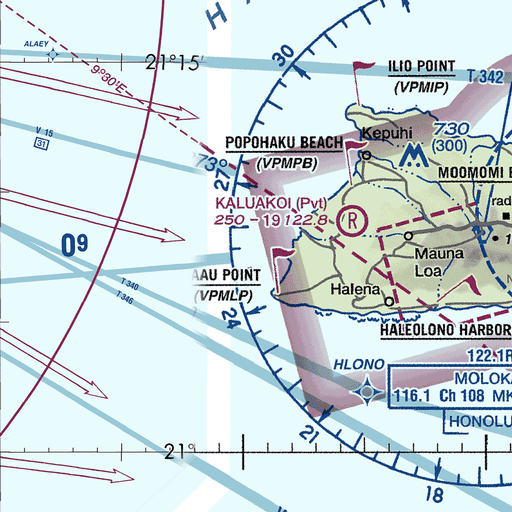 H
ALAEY
21°15
30
ILIO POINT
(VPMIP)
T 342
9°30'E
V 15
31
Kepuhi
730
(300)
POPOHAKU BEACH
(VPMPB)
73°
27
MOOMOMI B
KALUAKOI (Pvt)
250 - 19 122.8
R
rad
1
09
Mauna
Loa
AAU POINT
(VPMLP)
T 340
T 346
Halena
24
HALEOLONO HARBOR
122.1R
HLONO
MOLOKA
116.1 Ch 108 MK
HONOLU
21
21°
18